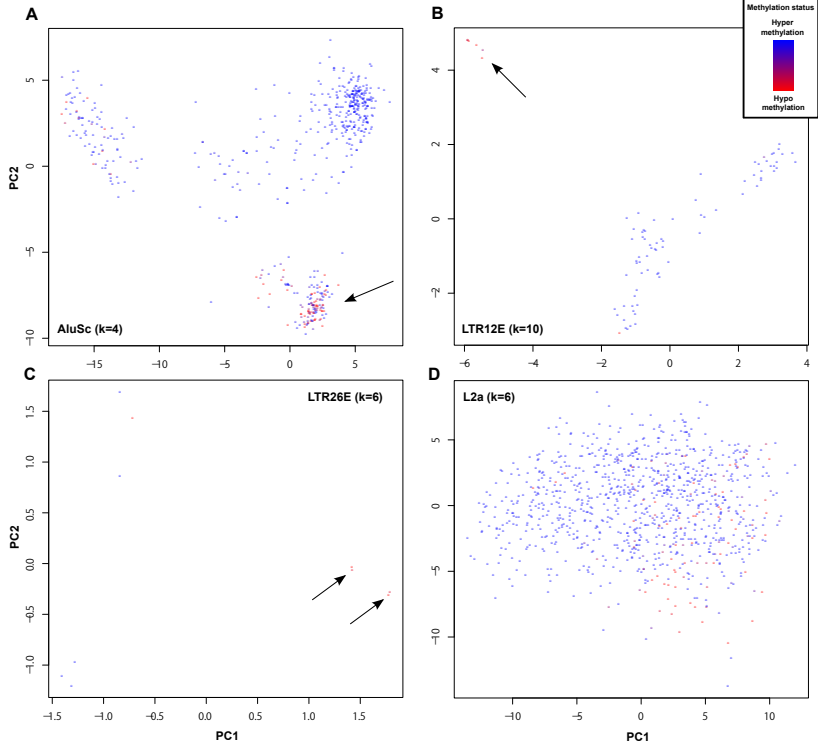 A
B
Methylation status
Hyper
methylation
Hypo
methylation
PC2
5
0
−5
−10
AluSc (k=4)
−15
−10
−5
0
5
4
2
0
−2
LTR12E (k=10)
−6
−4
−2
0
2
4
C
D
LTR26E (k=6)
L2a (k=6)
PC2
1.5
1.0
0.5
0.0
−0.5
−1.0
−1.5
−1.0
−0.5
0.0
0.5
1.0
1.5
PC1
5
0
−5
−10
−10
−5
0
5
10
PC1